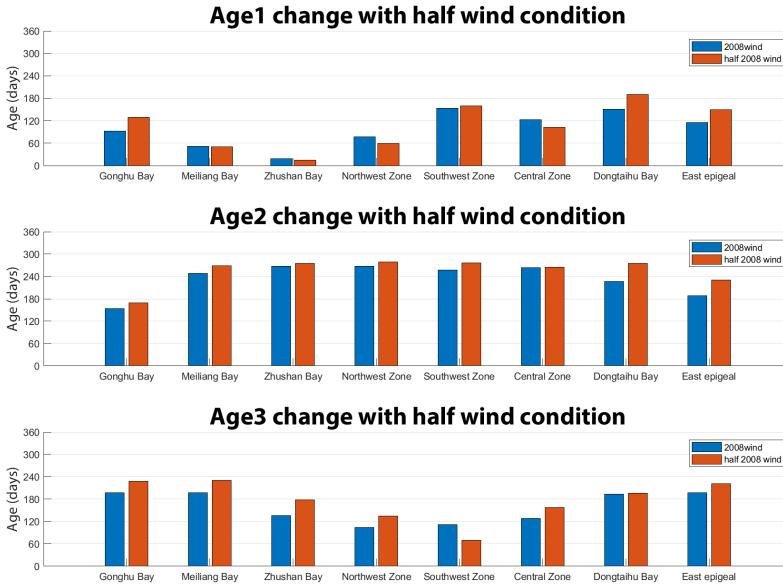 Age1 change with half wind condition
360
300
240
180
120
60
0
Age (days)
2008wind
half 2008 wind
Gonghu Bay Meiliang Bay Zhushan Bay Northwest Zone Southwest Zone Central Zone Dongtaihu Bay East epigeal
Age2 change with half wind condition
360
300
240
180
120
60
0
Age (days)
2008wind
half 2008 wind
Gonghu Bay Meiliang Bay Zhushan Bay Northwest Zone Southwest Zone Central Zone Dongtaihu Bay East epigeal
Age3 change with half wind condition
360
300
240
180
120
60
0
Age (days)
2008wind
half 2008 wind
Gonghu Bay Meiliang Bay Zhushan Bay Northwest Zone Southwest Zone Central Zone Dongtaihu Bay East epigeal